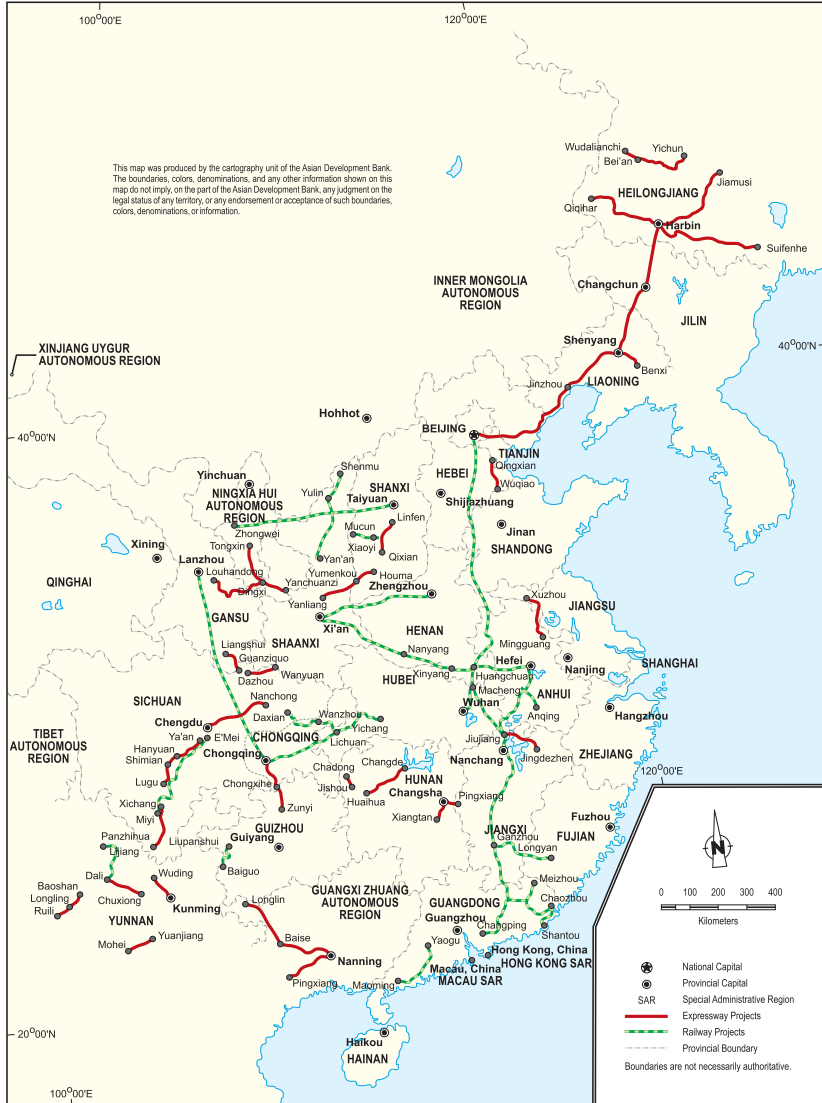 100°00'E
120°00'E
This map was produced by the cartography unit of the Asian Development Bank.
The boundaries, colors, denominations, and any other information shown on this
map do not imply, on the part of the Asian Development Bank, any judgment on the
legal status of any territory, or any endorsement or acceptance of such boundaries,
colors, denominations, or information.
Wudalianchi
Yichun
Bei'an
Jiamusi
HEILONGJIANG
Qiqihar
Harbin
Suifenhe
INNER MONGOLIA
AUTONOMOUS
REGION
Changchun
JILIN
Shenyang
40°00'N
XINJIANG UYGUR
AUTONOMOUS REGION
Benxi
Jinzhou
LIAONING
Hohhot
BEIJING
40°00'N
TIANJIN
Qingxian
Shenmu
HEBEI
Yinchuan
SHANXI
Wuqiao
NINGXIA HUI
AUTONOMOUS
REGION
Yulin
Taiyuan
Shijiazhuang
Linfen
Jinan
Zhongwei
Mucun
Tongxin
Xiaoyi
SHANDONG
Xining
Lanzhou
Yan'an
Qixian
Louhandong
Yumenkou
Houma
QINGHAI
Dingxi
Yanchuanzi
Zhengzhou
Yanliang
Xuzhou
JIANGSU
GANSU
Xi'an
HENAN
SHAANXI
Mingguang
Liangshui
Nanyang
Guanziquo
Hefei
SHANGHAI
Xinyang
Huangchuan
Nanjing
Dazhou
Wanyuan
HUBEI
Macheng
SICHUAN
Nanchong
ANHUI
Wuhan
Hangzhou
Daxian
Wanzhou
Anqing
Chengdu
Yichang
TIBET
AUTONOMOUS
REGION
Ya'an
E'Mei
CHONGQING
Jiujiang
Hanyuan
Lichuan
ZHEJIANG
Shimian
Chongqing
Changde
Nanchang
Jingdezhen
Chadong
120°00'E
Lugu
Chongxihe
HUNAN
Jishou
Changsha
Pingxiang
Xichang
Huaihua
Zunyi
Miyi
Xiangtan
Fuzhou
GUIZHOU
JIANGXI
Panzhihua
Liupanshui
Guiyang
Ganzhou
FUJIAN
Lijiang
Longyan
Baiguo
Dali
Wuding
Meizhou
Baoshan
GUANGXI ZHUANG
AUTONOMOUS
REGION
Longling
Chuxiong
Longlin
GUANGDONG
Chaozhou
Ruili
Kunming
Guangzhou
YUNNAN
Changping
Shantou
Yuanjiang
Baise
Yaogu
Mohei
Nanning
Hong Kong, China
HONG KONG SAR
Macau, China
MACAU SAR
Pingxiang
Maoming
20°00'N
Haikou
HAINAN
100°00'E
N
0 100 200 300 400
Kilometers
National Capital
Provincial Capital
SAR Special Administrative Region
Expressway Projects
Railway Projects
Provincial Boundary
Boundaries are not necessarily authoritative.